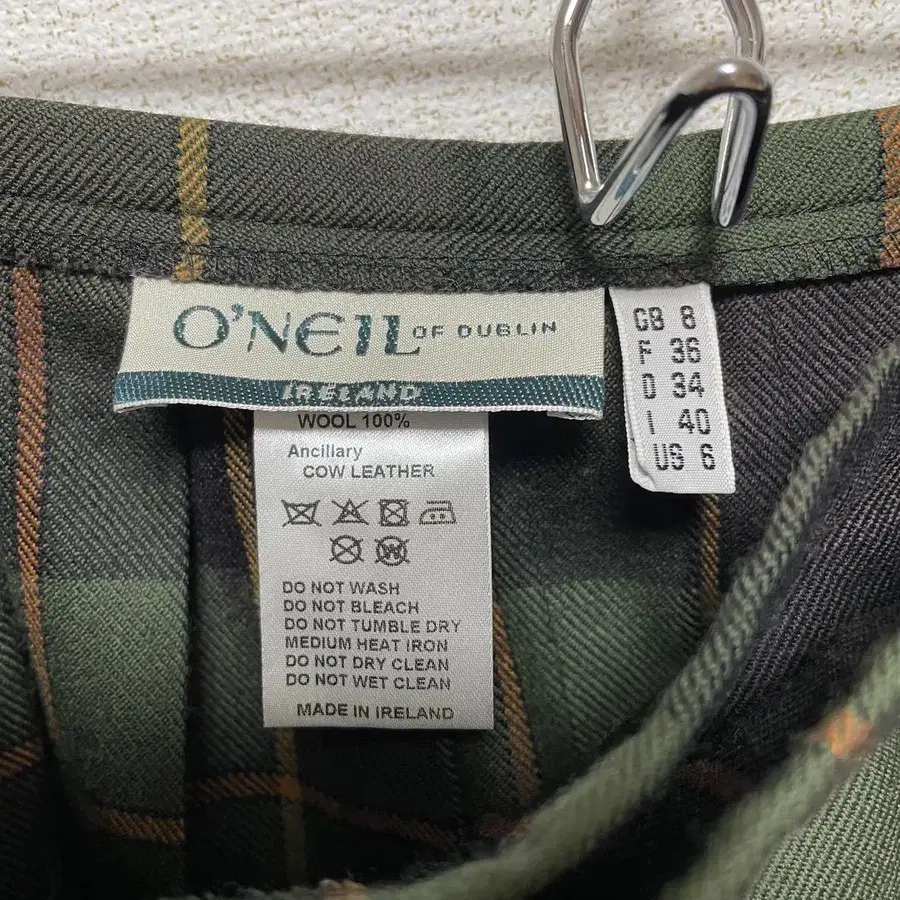 O'NEIL OF DUBLIN
IRELAND
GB 8
F 36
D 34
I 40
US 6
WOOL 100%
Ancillary
COW LEATHER
W
DO NOT WASH
DO NOT BLEACH
DO NOT TUMBLE DRY
MEDIUM HEAT IRON
DO NOT DRY CLEAN
DO NOT WET CLEAN
MADE IN IRELAND